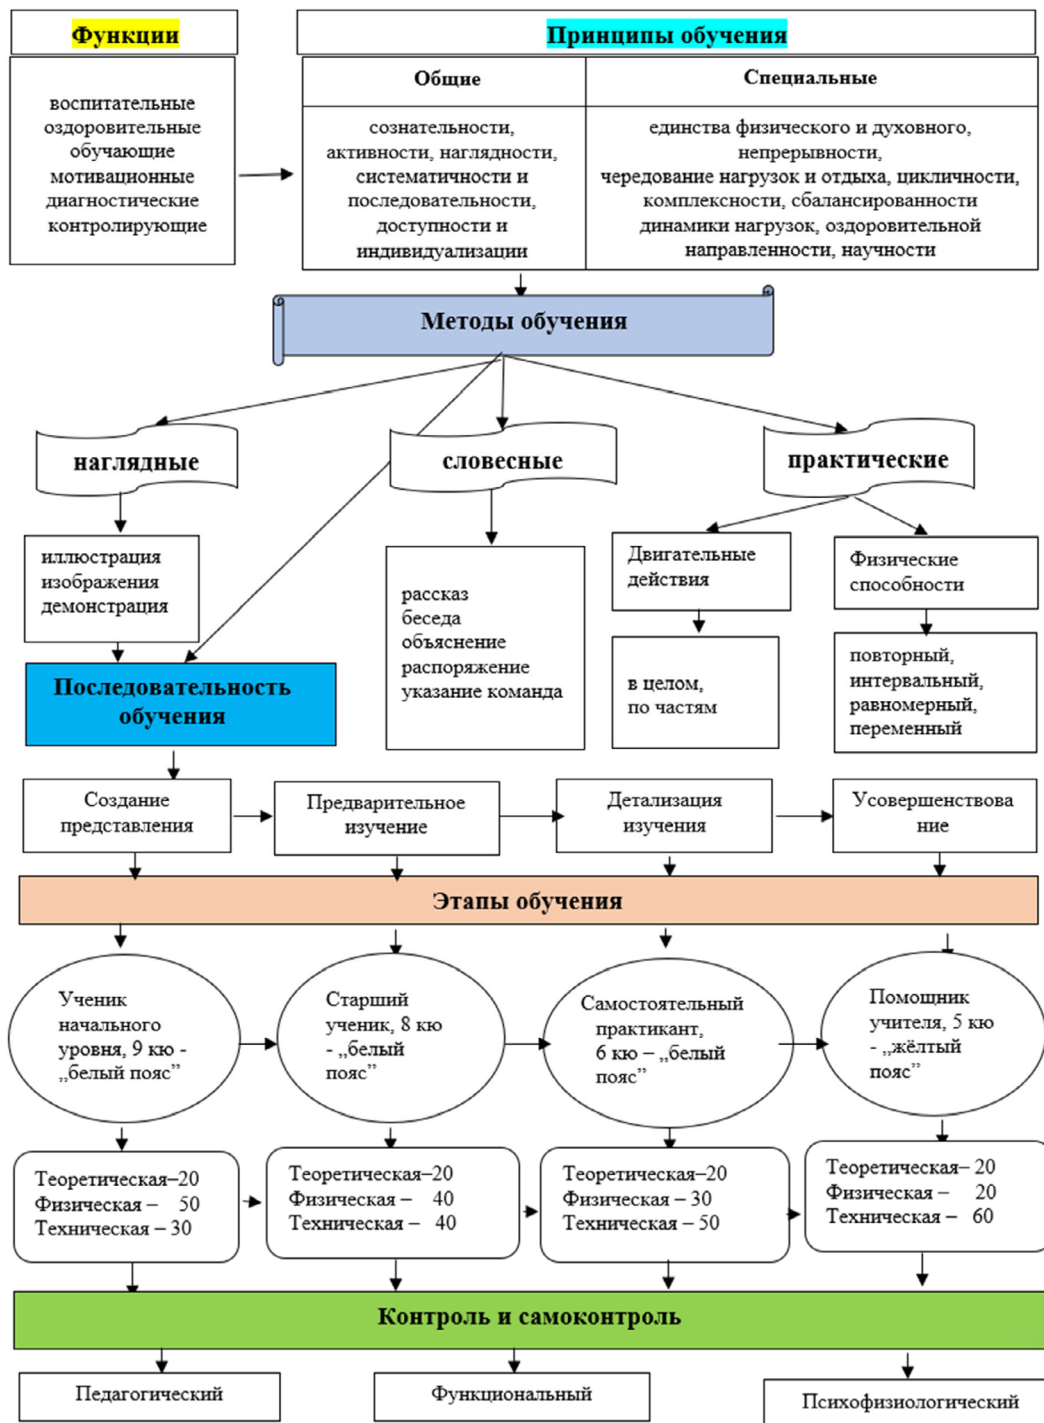 Функции
Принципы обучения
воспитательные
оздоровительные
обучающие
мотивационные
диагностические
контролирующие
Общие
сознательности,
активности, наглядности,
систематичности и
последовательности,
доступности и
индивидуализации
Специальные
единства физического и духовного,
непрерывности,
чередование нагрузок и отдыха, цикличности,
комплексности, сбалансированности
динамики нагрузок, оздоровительной
направленности, научности
Методы обучения
наглядные
словесные
практические
иллюстрация
изображения
демонстрация
рассказ
беседа
объяснение
распоряжение
указание команда
Двигательные
действия
Физические
способности
в целом,
по частям
повторный,
интервальный,
равномерный,
переменный
Последовательность
обучения
Создание
представления
Предварительное
изучение
Детализация
изучения
Усовершенствова
ние
Этапы обучения
Ученик
начального
уровня, 9 кю -
„белый пояс”
Старший
ученик, 8 кю
- „белый
пояс”
Самостоятельный
практикант,
6 кю – „белый
пояс”
Помощник
учителя, 5 кю
- „жёлтый
пояс”
Теоретическая–20
Физическая – 50
Техническая – 30
Теоретическая–20
Физическая – 40
Техническая – 40
Теоретическая–20
Физическая – 30
Техническая – 50
Теоретическая– 20
Физическая – 20
Техническая – 60
Контроль и самоконтроль
Педагогический
Функциональный
Психофизиологический